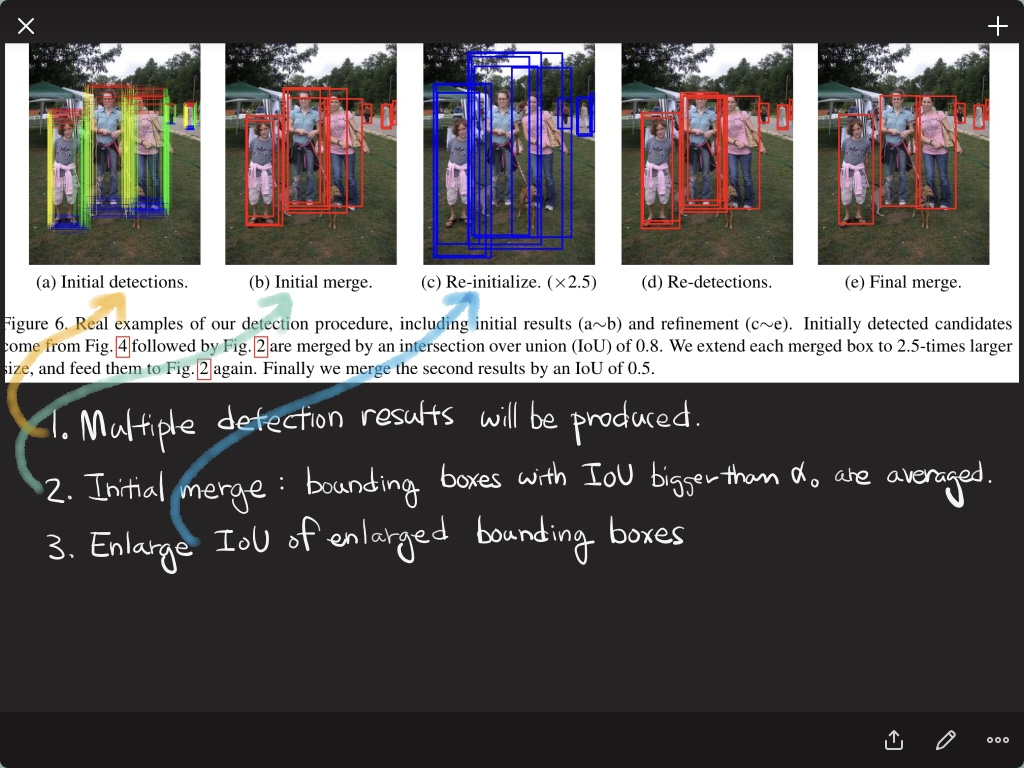 (a) Initial detections.
(b) Initial merge.
(c) Re-initialize. (×2.5)
(d) Re-detections.
(e) Final merge.
Figure 6. Real examples of our detection procedure, including initial results (a∼b) and refinement (c∼e). Initially detected candidates
come from Fig. 4 followed by Fig. 2 are merged by an intersection over union (IoU) of 0.8. We extend each merged box to 2.5-times larger
size, and feed them to Fig. 2 again. Finally we merge the second results by an IoU of 0.5.
1. Multiple detection results will be produced.
2. Initial merge : bounding boxes with IoU bigger than α₀ are averaged.
3. Enlarge IoU of enlarged bounding boxes